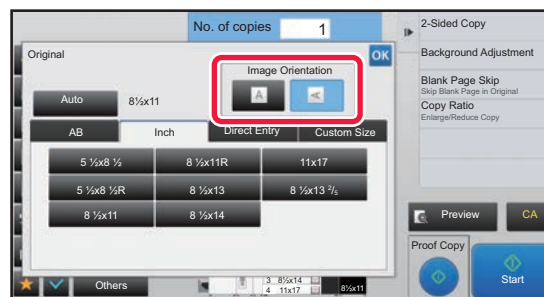 No. of copies 1
2-Sided Copy
Original
OK
Background Adjustment
Image Orientation
Blank Page Skip
Skip Blank Page in Original
A A
Auto 8½x11
Copy Ratio
Enlarge/Reduce Copy
AB Inch Direct Entry Custom Size
5 ½x8 ½ 8 ½x11R 11x17
5 ½x8 ½R 8 ½x13 8 ½x13 ²/₅
8 ½x11 8 ½x14
Preview CA
Proof Copy
Start
Others
3 8½x14
4 11x17
8½x11